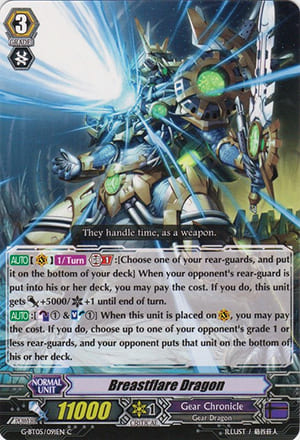 3
GRADE
They handle time, as a weapon.
AUTO [ ] 1/Turn [ -1 :[Choose one of your rear-guards, and put
it on the bottom of your deck] When your opponent's rear-guard is
put into his or her deck, you may pay the cost. If you do, this unit
gets +5000/ +1 until end of turn.
AUTO :[ 1 & 1] When this unit is placed on , you may pay
the cost. If you do, choose up to one of your opponent's grade 1 or
less rear-guards, and your opponent puts that unit on the bottom of
his or her deck.
NORMAL
UNIT
Breastflare Dragon
POWER
11000
1
CRITICAL
Gear Chronicle
Gear Dragon
G-BT05/091EN C
ILLUST /